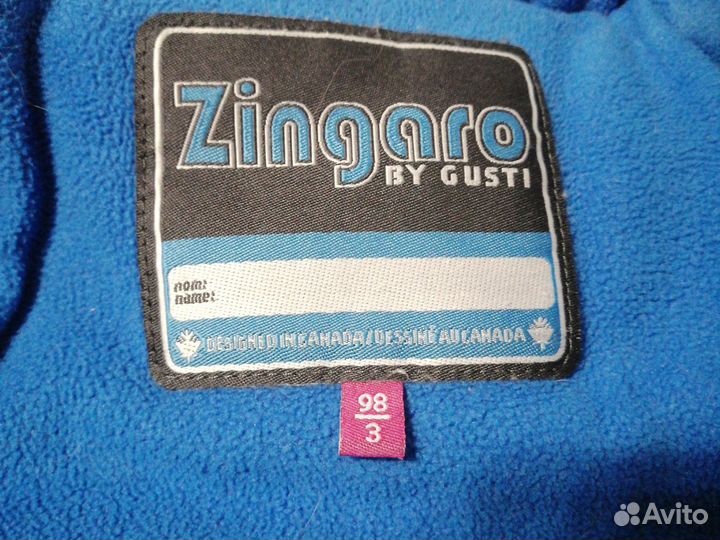 Zingaro
BY GUSTI
nom:
name:
DESIGNED IN CANADA/DESSINÉ AU CANADA
98
3
Avito